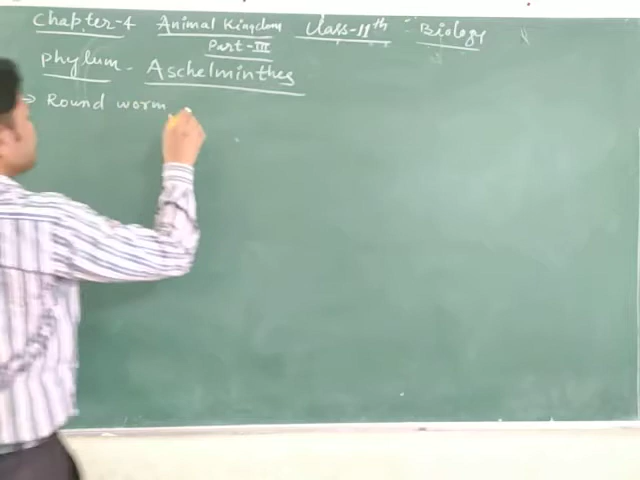 Chapter-4 Animal Kingdom Class-11th Biology
Part-III
Phylum - Aschelminthes
→ Round worm